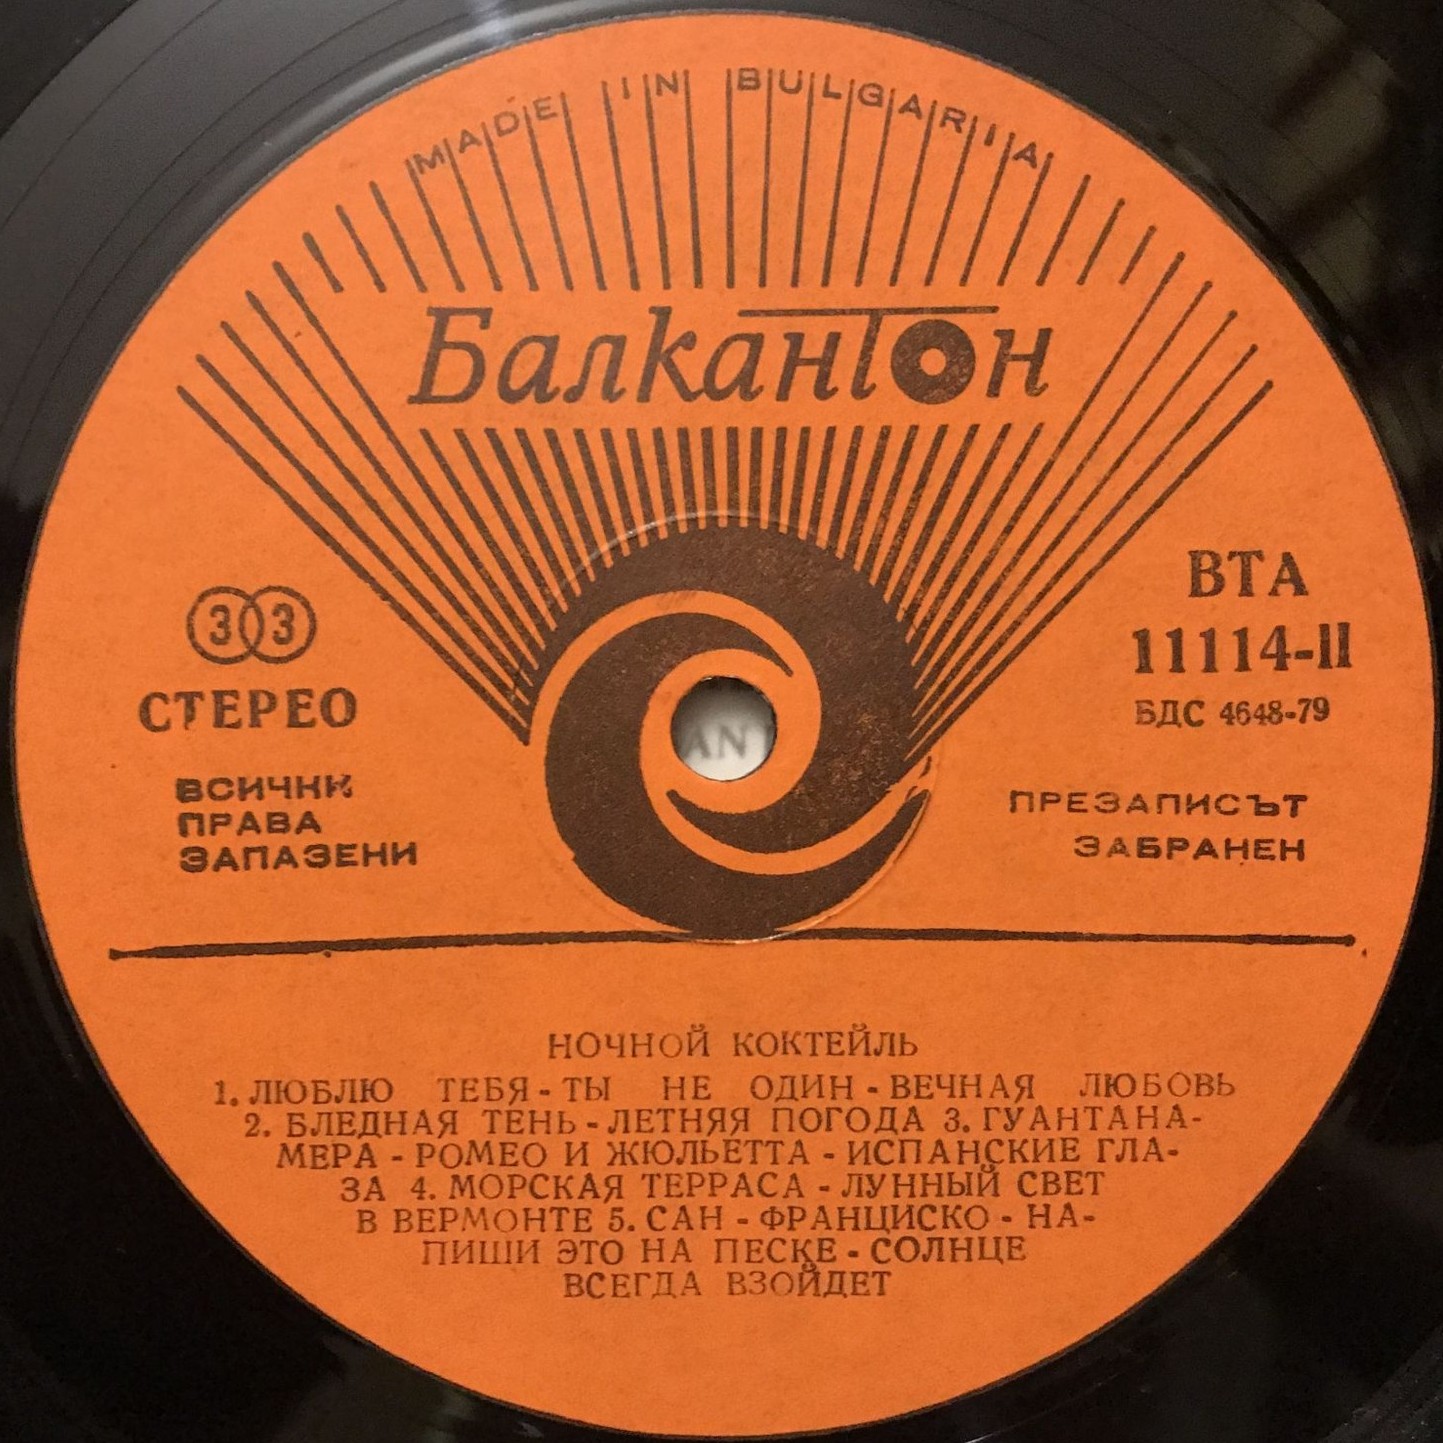 MADE IN BULGARIA
Балкантон
33
СТЕРЕО
ВСИЧКИ
ПРАВА
ЗАПАЗЕНИ
ВТА
11114-II
БДС 4648-79
ПРЕЗАПИСЪТ
ЗАБРАНЕН
AN
НОЧНОЙ КОКТЕЙЛЬ
1. ЛЮБЛЮ ТЕБЯ - ТЫ НЕ ОДИН - ВЕЧНАЯ ЛЮБОВЬ
2. БЛЕДНАЯ ТЕНЬ - ЛЕТНЯЯ ПОГОДА 3. ГУАНТАНА-
МЕРА - РОМЕО И ЖЮЛЬЕТТА - ИСПАНСКИЕ ГЛА-
ЗА 4. МОРСКАЯ ТЕРРАСА - ЛУННЫЙ СВЕТ
В ВЕРМОНТЕ 5. САН - ФРАНЦИСКО - НА-
ПИШИ ЭТО НА ПЕСКЕ - СОЛНЦЕ
ВСЕГДА ВЗОЙДЕТ